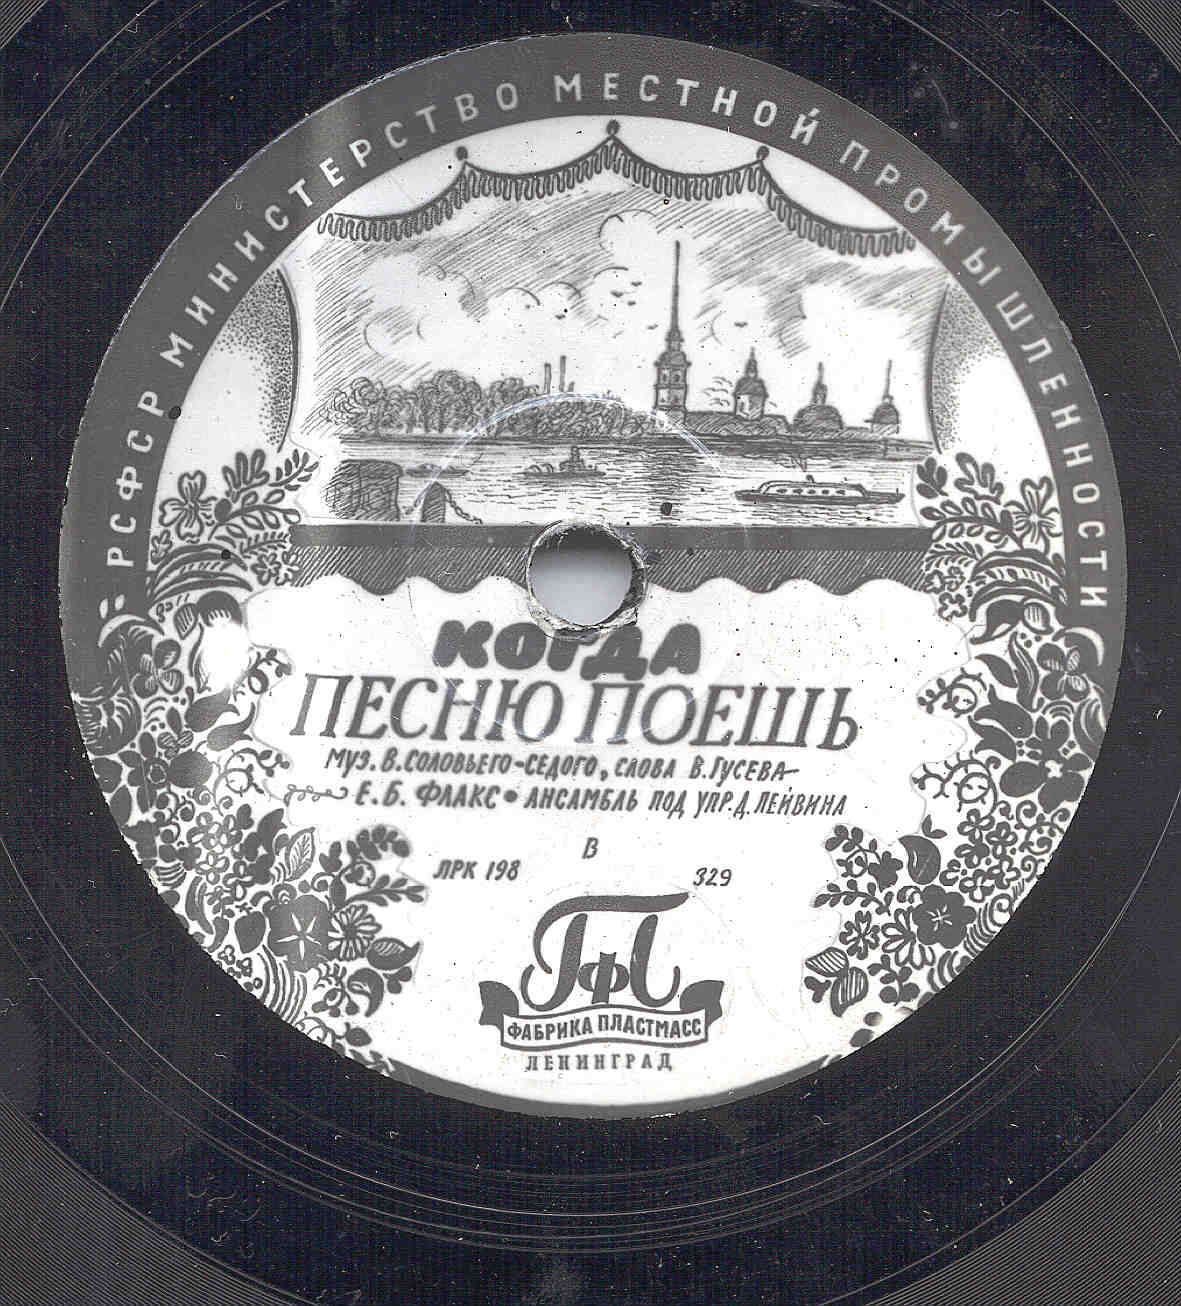 РСФСР МИНИСТЕРСТВО МЕСТНОЙ ПРОМЫШЛЕННОСТИ
КОГДА
ПЕСНЮ ПОЕШЬ
МУЗ. В. СОЛОВЬЕГО-СЕДОГО, СЛОВА В. ГУСЕВА
Е. Б. ФЛАКС • АНСАМБЛЬ ПОД УПР. Д. ЛЕЙВИНА
В
ЛРК 198 329
ПФЛ
ФАБРИКА ПЛАСТМАСС
ЛЕНИНГРАД